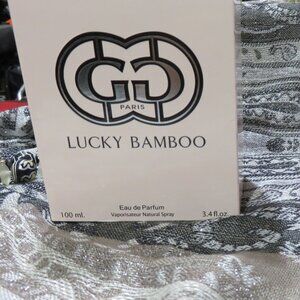 GG
PARIS
LUCKY BAMBOO
Eau de Parfum
100 ml. Vaporisateur Natural Spray 3.4 fl.oz